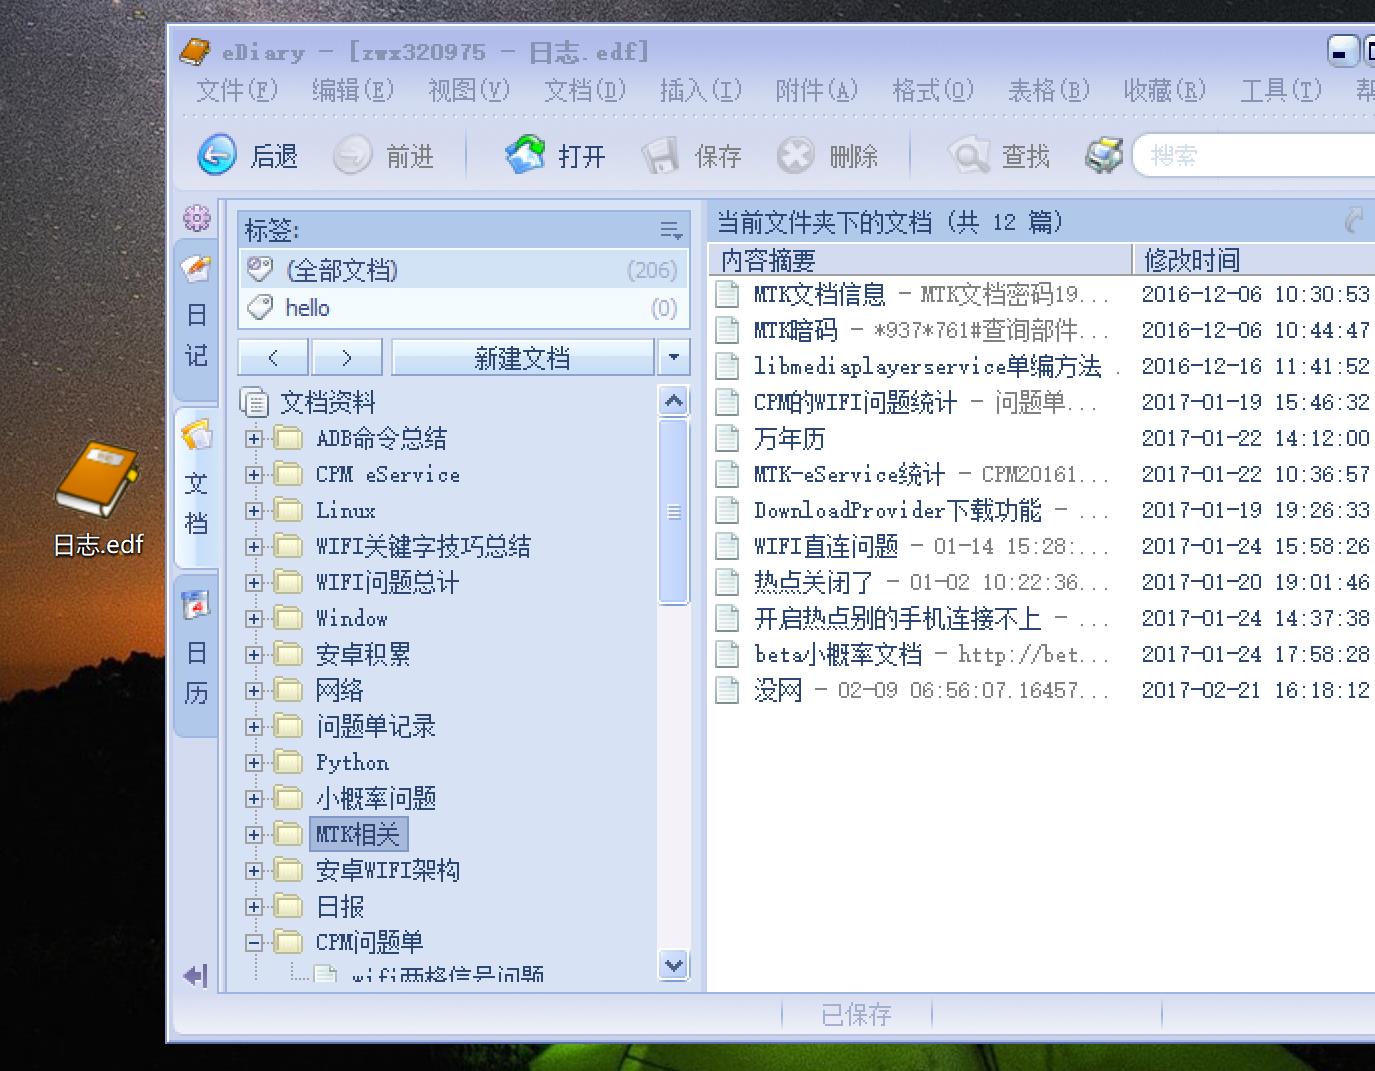 eDiary - [zwx320975 - 日志.edf]
文件(F) 编辑(E) 视图(V) 文档(D) 插入(I) 附件(A) 格式(O) 表格(B) 收藏(R) 工具(T)
后退 前进 打开 保存 删除 查找 搜索
日记
文档
日历
标签:
(全部文档) (206)
hello (0)
< > 新建文档
文档资料
ADB命令总结
CPM eService
Linux
WIFI关键字技巧总结
WIFI问题总计
Window
安卓积累
网络
问题单记录
Python
小概率问题
MTK相关
安卓WIFI架构
日报
CPM问题单
wifi两格信号问题
当前文件夹下的文档 (共 12 篇)
内容摘要 修改时间
MTK文档信息 - MTK文档密码19... 2016-12-06 10:30:53
MTK暗码 - *937*761#查询部件... 2016-12-06 10:44:47
libmediaplayerservice单编方法 . 2016-12-16 11:41:52
CPM的WIFI问题统计 - 问题单... 2017-01-19 15:46:32
万年历 2017-01-22 14:12:00
MTK-eService统计 - CPM20161... 2017-01-22 10:36:57
DownloadProvider下载功能 - ... 2017-01-19 19:26:33
WIFI直连问题 - 01-14 15:28:... 2017-01-24 15:58:26
热点关闭了 - 01-02 10:22:36... 2017-01-20 19:01:46
开启热点别的手机连接不上 - ... 2017-01-24 14:37:38
beta小概率文档 - http://bet... 2017-01-24 17:58:28
没网 - 02-09 06:56:07.16457... 2017-02-21 16:18:12
已保存
日志.edf